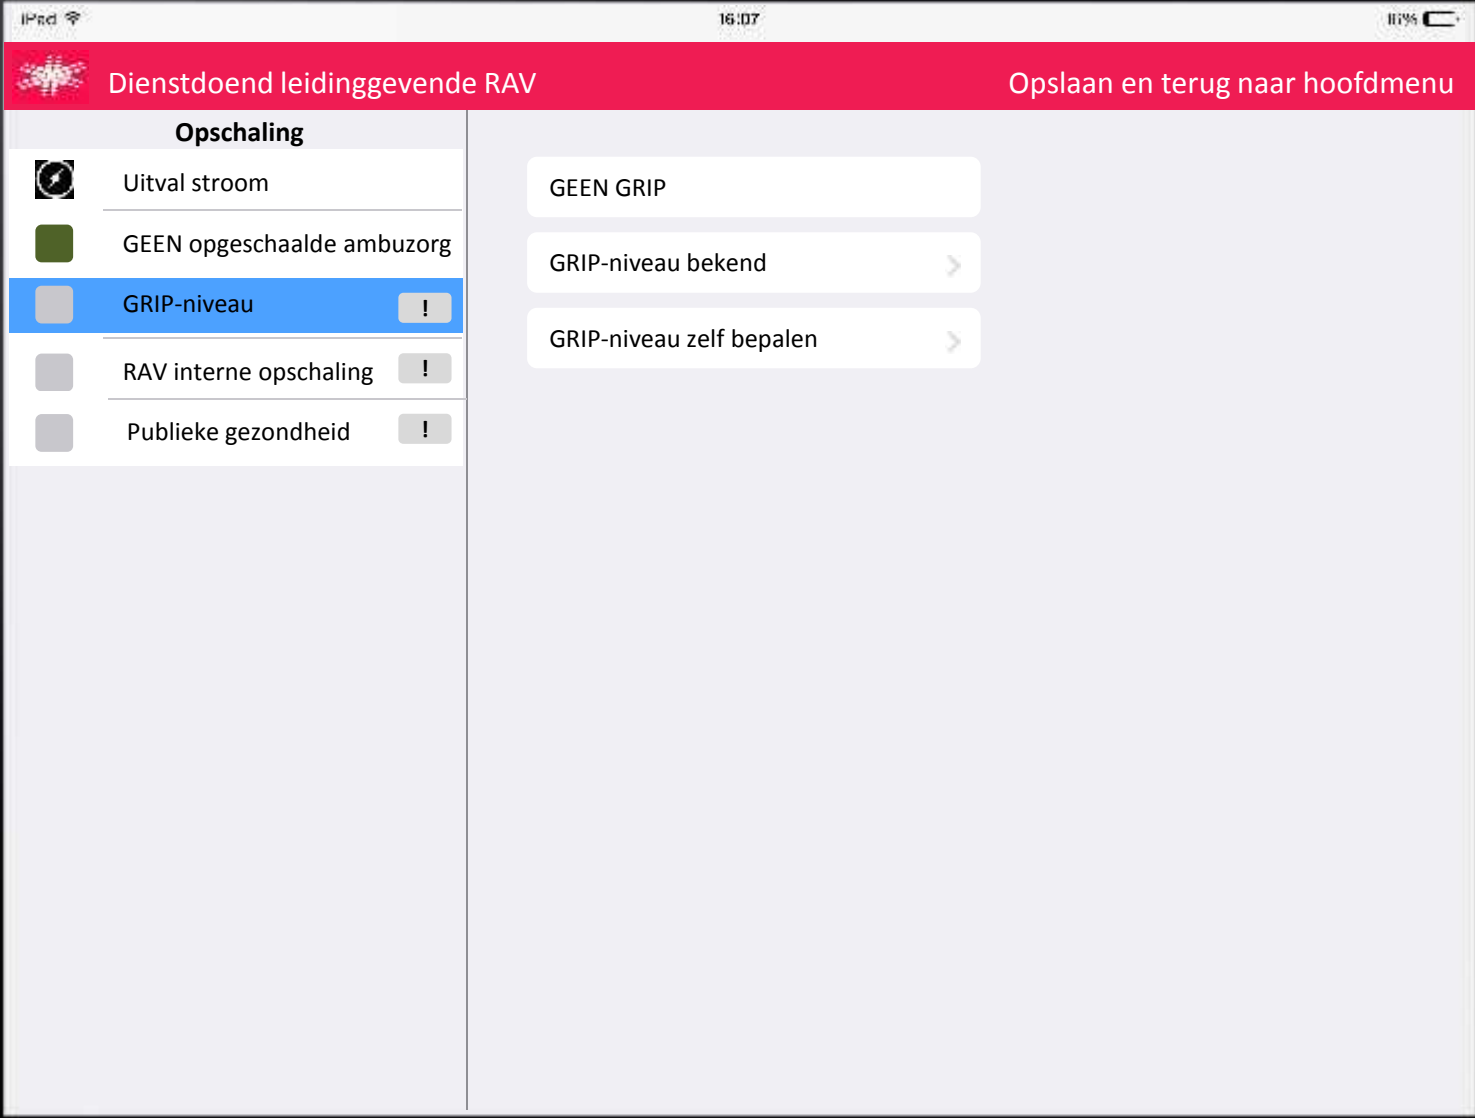 iPad
16:07
16%
Dienstdoend leidinggevende RAV
Opslaan en terug naar hoofdmenu
Opschaling
Uitval stroom
GEEN opgeschaalde ambuzorg
GRIP-niveau !
RAV interne opschaling !
Publieke gezondheid !
GEEN GRIP
GRIP-niveau bekend
GRIP-niveau zelf bepalen